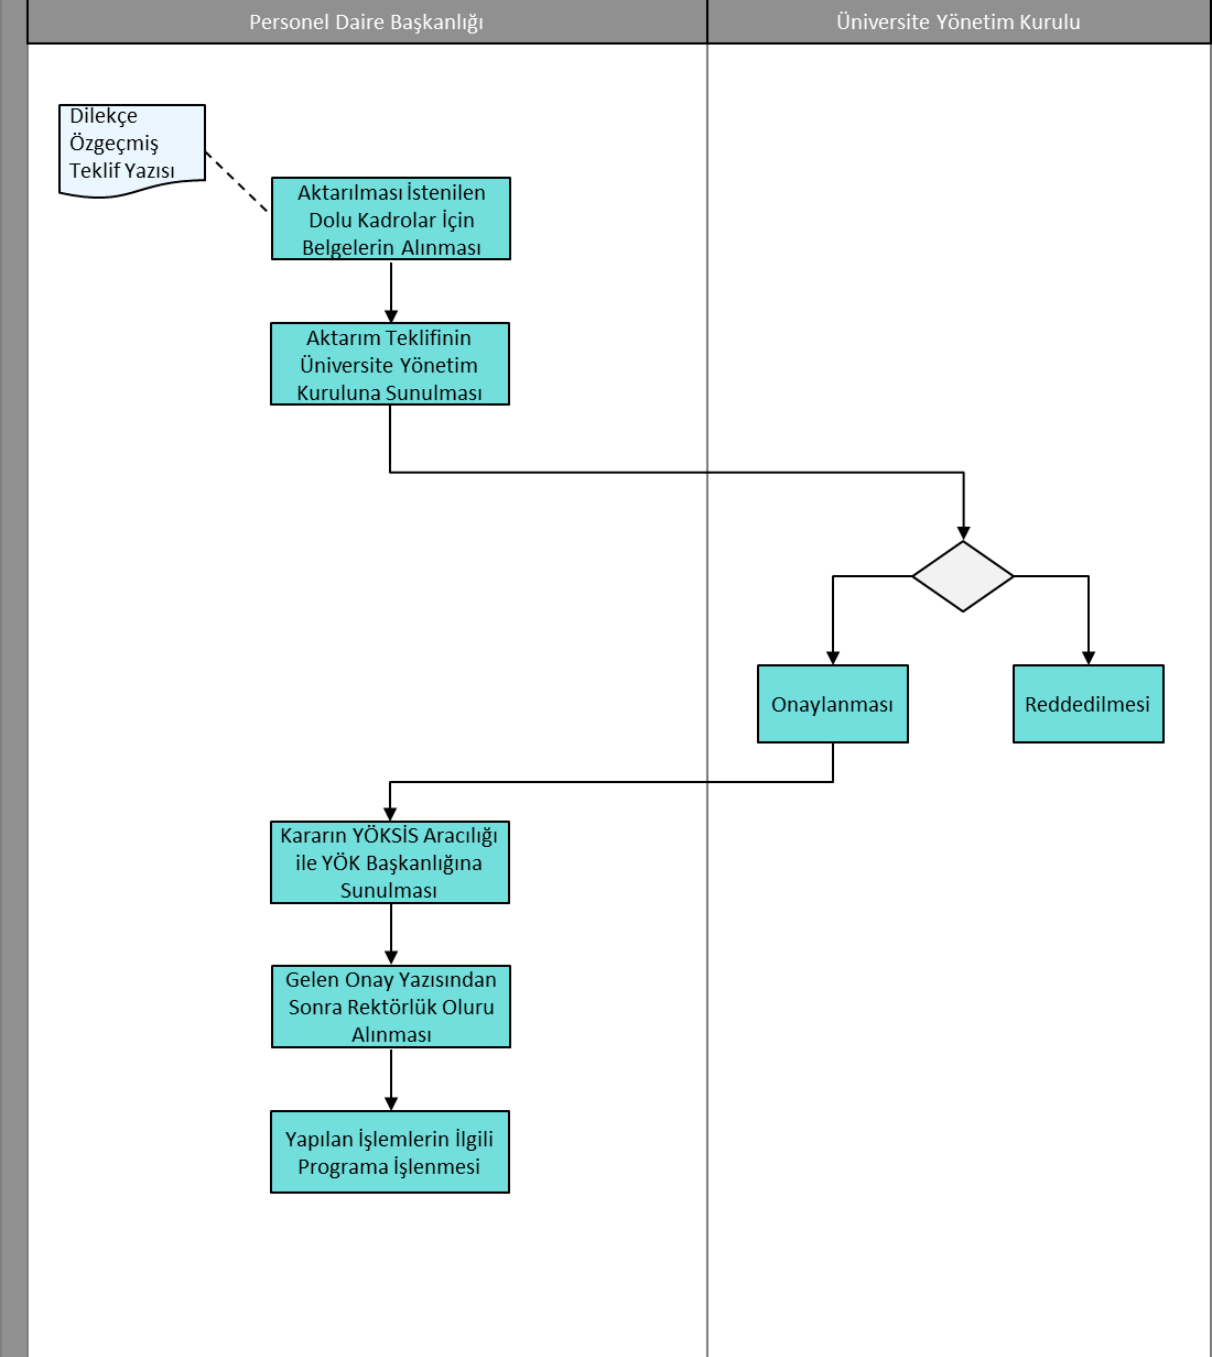 Personel Daire Başkanlığı
Üniversite Yönetim Kurulu
Dilekçe
Özgeçmiş
Teklif Yazısı
Aktarılması İstenilen
Dolu Kadrolar İçin
Belgelerin Alınması
Aktarım Teklifinin
Üniversite Yönetim
Kuruluna Sunulması
Onaylanması
Reddedilmesi
Kararın YÖKSİS Aracılığı
ile YÖK Başkanlığına
Sunulması
Gelen Onay Yazısından
Sonra Rektörlük Oluru
Alınması
Yapılan İşlemlerin İlgili
Programa İşlenmesi